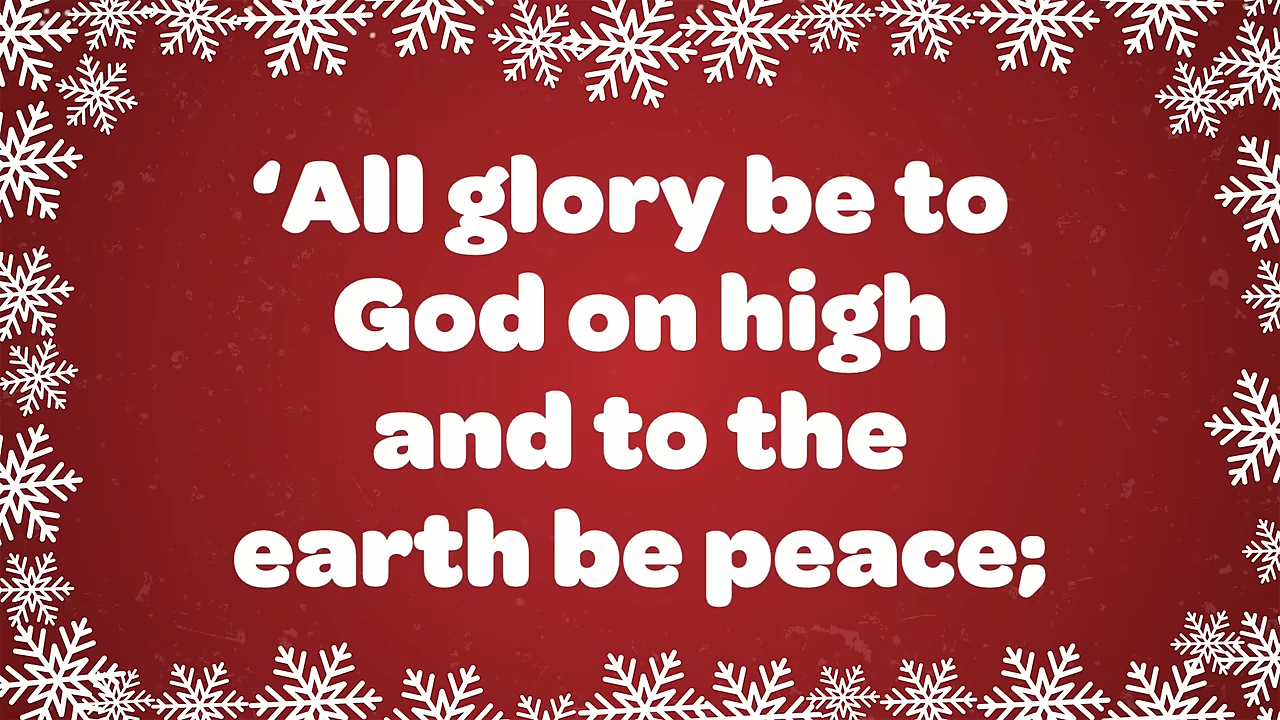 ‘All glory be to
God on high
and to the
earth be peace;